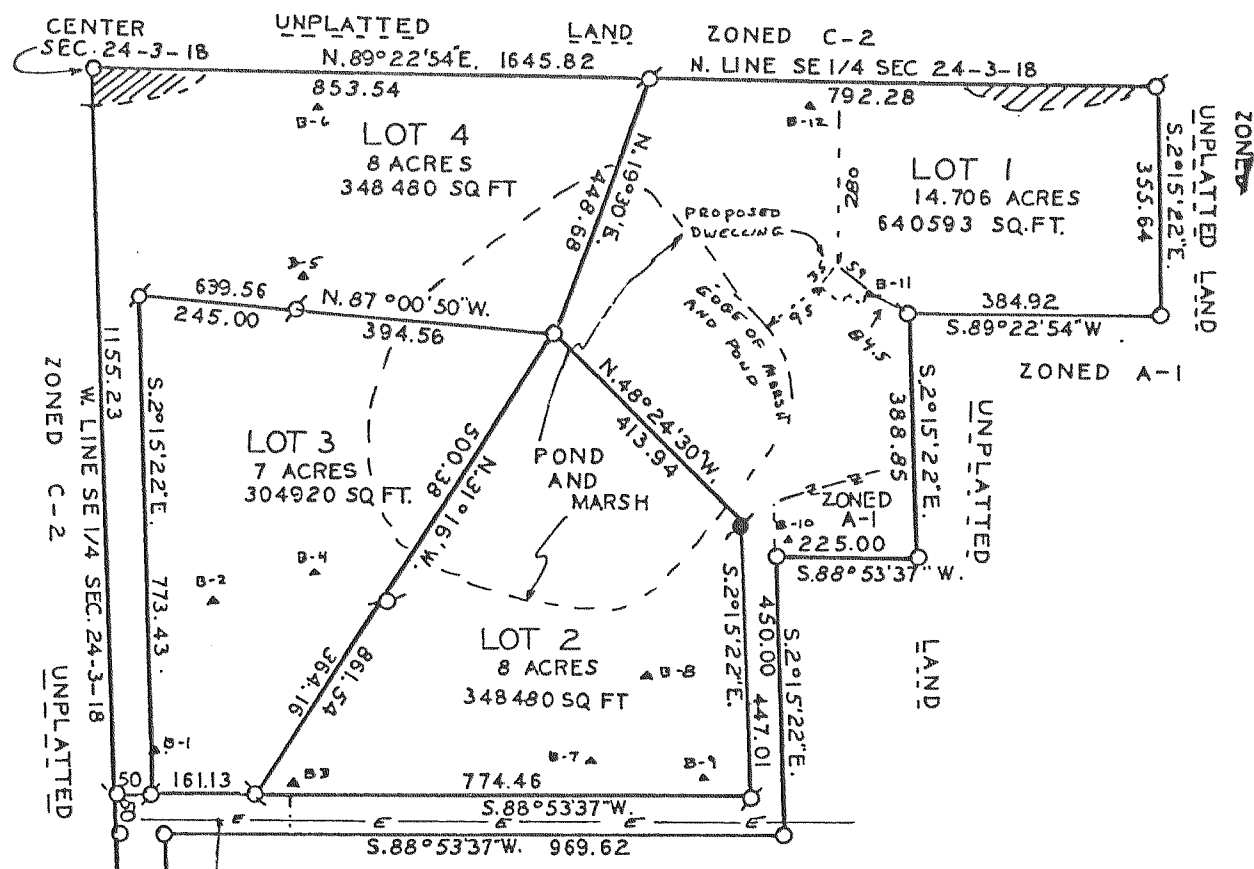 CENTER
SEC. 24-3-18
UNPLATTED LAND ZONED C-2
N. 89°22'54"E. 1645.82
N. LINE SE 1/4 SEC 24-3-18
853.54
792.28
B-6
B-12
LOT 4
8 ACRES
348480 SQ FT
LOT 1
14.706 ACRES
640593 SQ.FT.
N. 19°30'E.
448.68
280
PROPOSED
DWELLING
S. 2°15'22"E.
355.64
UNPLATTED LAND
ZONED
B-5
639.56
245.00
N. 87°00'50"W.
394.56
59
95
B-11
84.5
EDGE OF MARSH
AND POND
384.92
S.89°22'54"W
ZONED A-1
1155.23
W. LINE SE 1/4 SEC. 24-3-18
ZONED C-2
UNPLATTED
S.2°15'22"E.
773.43
LOT 3
7 ACRES
304920 SQ FT.
500.38
N.31°16'W.
POND
AND
MARSH
N.48°24'30"W.
413.94
S.2°15'22"E.
388.85
UNPLATTED
LAND
ZONED
A-1
B-10
225.00
S.88°53'37"W.
B-4
B-2
LOT 2
8 ACRES
348480 SQ FT
861.54
364.16
B-8
S.2°15'22"E.
447.01
450.00
S.2°15'22"E.
B-1
B3
B-7
B-9
50
161.13
774.46
S.88°53'37"W.
80
E E E E E
S.88°53'37"W. 969.62